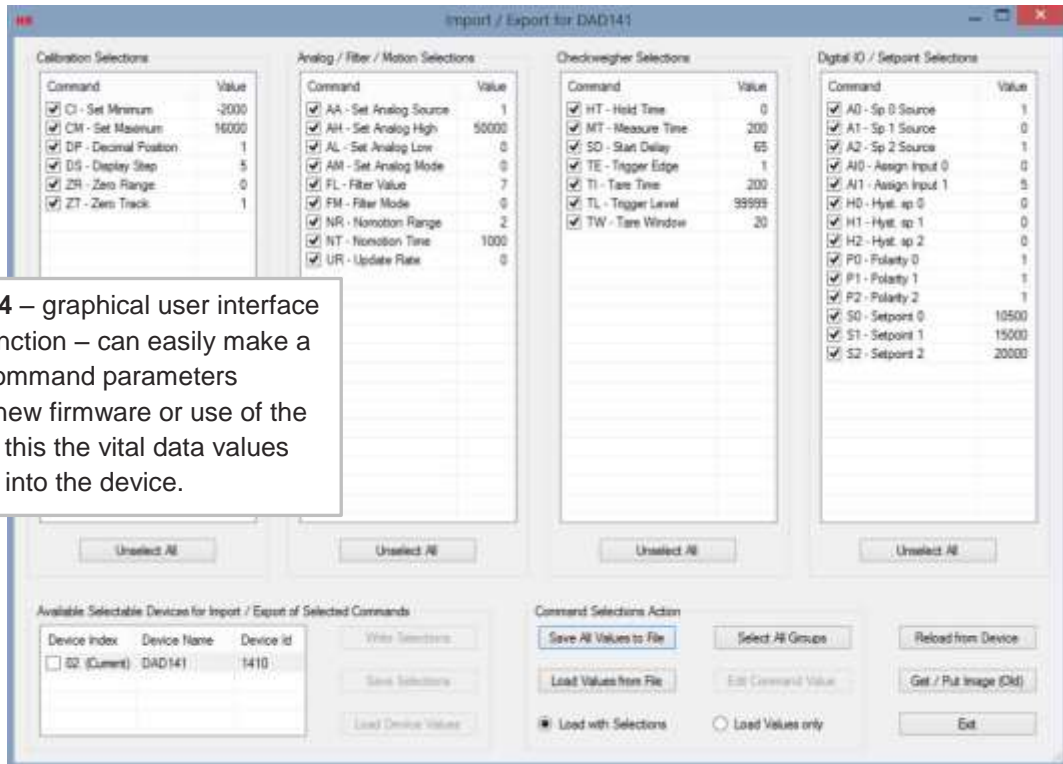 Import / Export for DAD141
Calibration Selections
Command Value
CI - Set Minimum -2000
CM - Set Maximum 16000
DP - Decimal Position 1
DS - Display Step 5
ZR - Zero Range 0
ZT - Zero Track 1
Unselect All
Analog / Filter / Motion Selections
Command Value
AA - Set Analog Source 1
AH - Set Analog High 50000
AL - Set Analog Low 0
AM - Set Analog Mode 0
FL - Filter Value 7
FM - Filter Mode 0
NR - Nomotion Range 2
NT - Nomotion Time 1000
UR - Update Rate 0
Unselect All
Checkweigher Selections
Command Value
HT - Hold Time 0
MT - Measure Time 200
SD - Start Delay 65
TE - Trigger Edge 1
TI - Tare Time 200
TL - Trigger Level 99999
TW - Tare Window 20
Unselect All
Digital IO / Setpoint Selections
Command Value
A0 - Sp 0 Source 1
A1 - Sp 1 Source 0
A2 - Sp 2 Source 1
AI0 - Assign Input 0 0
AI1 - Assign Input 1 5
H0 - Hyst. sp 0 0
H1 - Hyst. sp 1 0
H2 - Hyst. sp 2 0
P0 - Polarity 0 1
P1 - Polarity 1 1
P2 - Polarity 2 1
S0 - Setpoint 0 10500
S1 - Setpoint 1 15000
S2 - Setpoint 2 20000
Unselect All
4 – graphical user interface
nction – can easily make a
ommand parameters
new firmware or use of the
this the vital data values
into the device.
Available Selectable Devices for Import / Export of Selected Commands
Device Index Device Name Device Id
02 (Current) DAD141 1410
Write Selections
Save Selections
Load Device Values
Command Selections Action
Save All Values to File
Select All Groups
Load Values from File
Edit Command Value
Load with Selections
Load Values only
Reload from Device
Get / Put Image (Old)
Exit